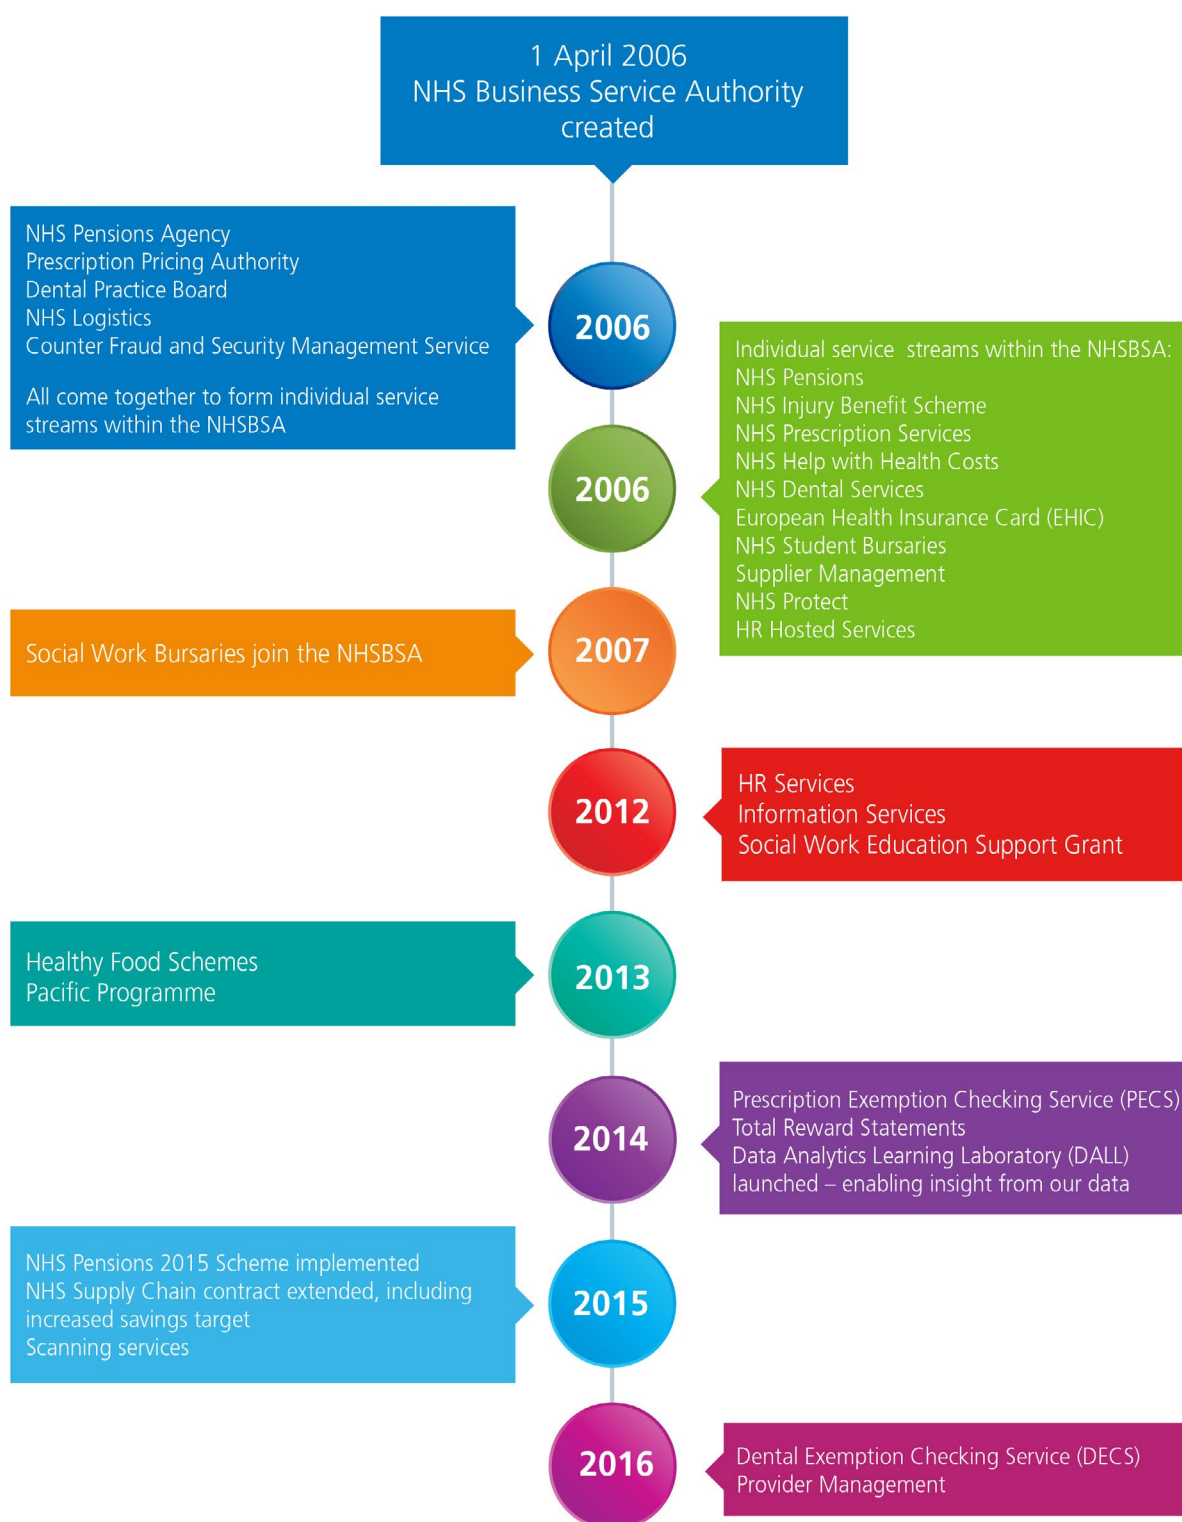 1 April 2006
NHS Business Service Authority
created
NHS Pensions Agency
Prescription Pricing Authority
Dental Practice Board
NHS Logistics
Counter Fraud and Security Management Service
All come together to form individual service
streams within the NHSBSA
2006
Individual service streams within the NHSBSA:
NHS Pensions
NHS Injury Benefit Scheme
NHS Prescription Services
NHS Help with Health Costs
NHS Dental Services
European Health Insurance Card (EHIC)
NHS Student Bursaries
Supplier Management
NHS Protect
HR Hosted Services
2006
Social Work Bursaries join the NHSBSA
2007
2012
HR Services
Information Services
Social Work Education Support Grant
Healthy Food Schemes
Pacific Programme
2013
2014
Prescription Exemption Checking Service (PECS)
Total Reward Statements
Data Analytics Learning Laboratory (DALL)
launched – enabling insight from our data
NHS Pensions 2015 Scheme implemented
NHS Supply Chain contract extended, including
increased savings target
Scanning services
2015
2016
Dental Exemption Checking Service (DECS)
Provider Management